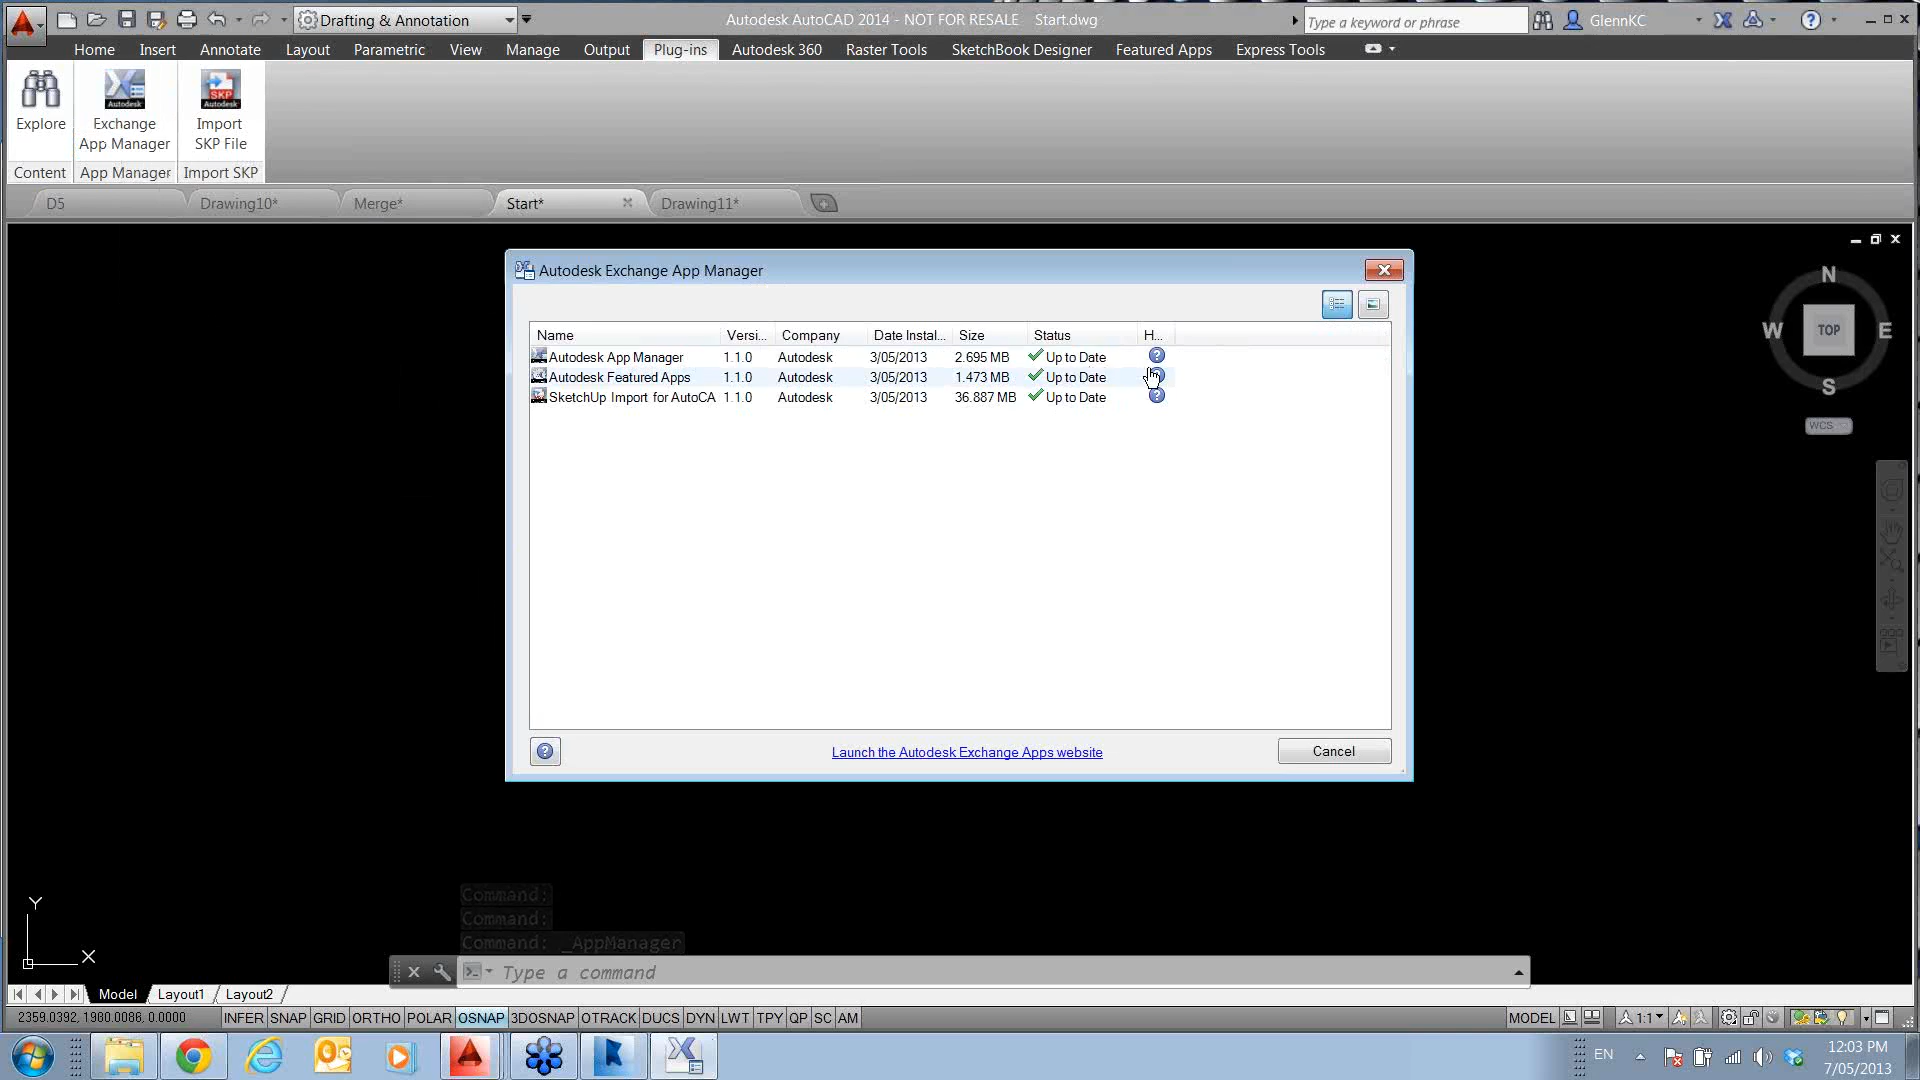 Drafting & Annotation
Autodesk AutoCAD 2014 - NOT FOR RESALE Start.dwg
Type a keyword or phrase
GlennKC
Home Insert Annotate Layout Parametric View Manage Output Plug-ins Autodesk 360 Raster Tools SketchBook Designer Featured Apps Express Tools
Autodesk
SKP
Autodesk
Explore
Exchange
App Manager
Import
SKP File
Content App Manager Import SKP
D5 Drawing10* Merge* Start* Drawing11*
Autodesk Exchange App Manager
Name Versi... Company Date Instal... Size Status H...
Autodesk App Manager 1.1.0 Autodesk 3/05/2013 2.695 MB Up to Date
Autodesk Featured Apps 1.1.0 Autodesk 3/05/2013 1.473 MB Up to Date
SketchUp Import for AutoCA 1.1.0 Autodesk 3/05/2013 36.887 MB Up to Date
Launch the Autodesk Exchange Apps website
Cancel
N
W TOP E
S
WCS
Command:
Command:
Command: _AppManager
Type a command
Y
X
Model Layout1 Layout2
2359.0392, 1980.0086, 0.0000
INFER SNAP GRID ORTHO POLAR OSNAP 3DOSNAP OTRACK DUCS DYN LWT TPY QP SC AM
MODEL 1:1
EN
12:03 PM
7/05/2013